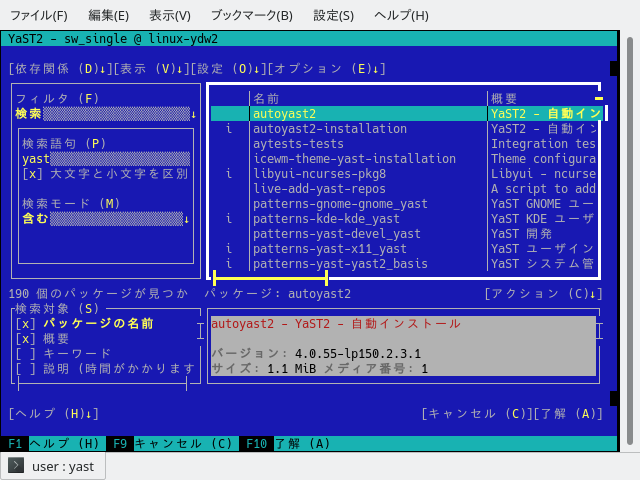 ファイル(F) 編集(E) 表示(V) ブックマーク(B) 設定(S) ヘルプ(H)
YaST2 - sw_single @ linux-ydw2
[依存関係 (D)↓][表示 (V)↓][設定 (O)↓][オプション (E)↓]
フィルタ (F)
検索 ↓
検索語句 (P)
yast
[x] 大文字と小文字を区別
検索モード (M)
含む ↓
名前 概要
autoyast2 YaST2 - 自動イン
i autoyast2-installation YaST2 - 自動イン
aytests-tests Integration tes
icewm-theme-yast-installation Theme configura
i libyui-ncurses-pkg8 Libyui - ncurse
live-add-yast-repos A script to add
patterns-gnome-gnome_yast YaST GNOME ユー
i patterns-kde-kde_yast YaST KDE ユーザ
patterns-yast-devel_yast YaST 開発
i patterns-yast-x11_yast YaST ユーザイン
i patterns-yast-yast2_basis YaST システム管
190 個のパッケージが見つか パッケージ: autoyast2 [アクション (C)↓]
検索対象 (S)
[x] パッケージの名前
[x] 概要
[ ] キーワード
[ ] 説明 (時間がかかります
autoyast2 - YaST2 - 自動インストール
バージョン: 4.0.55-lp150.2.3.1
サイズ: 1.1 MiB メディア番号: 1
[ヘルプ (H)↓] [キャンセル (C)][了解 (A)]
F1 ヘルプ (H) F9 キャンセル (C) F10 了解 (A)
user : yast